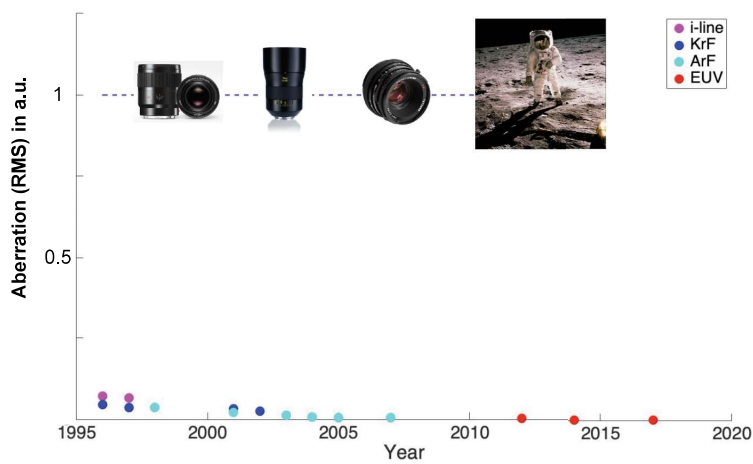 i-line
KrF
ArF
EUV
1
0.5
Aberration (RMS) in a.u.
1995
2000
2005
2010
2015
2020
Year